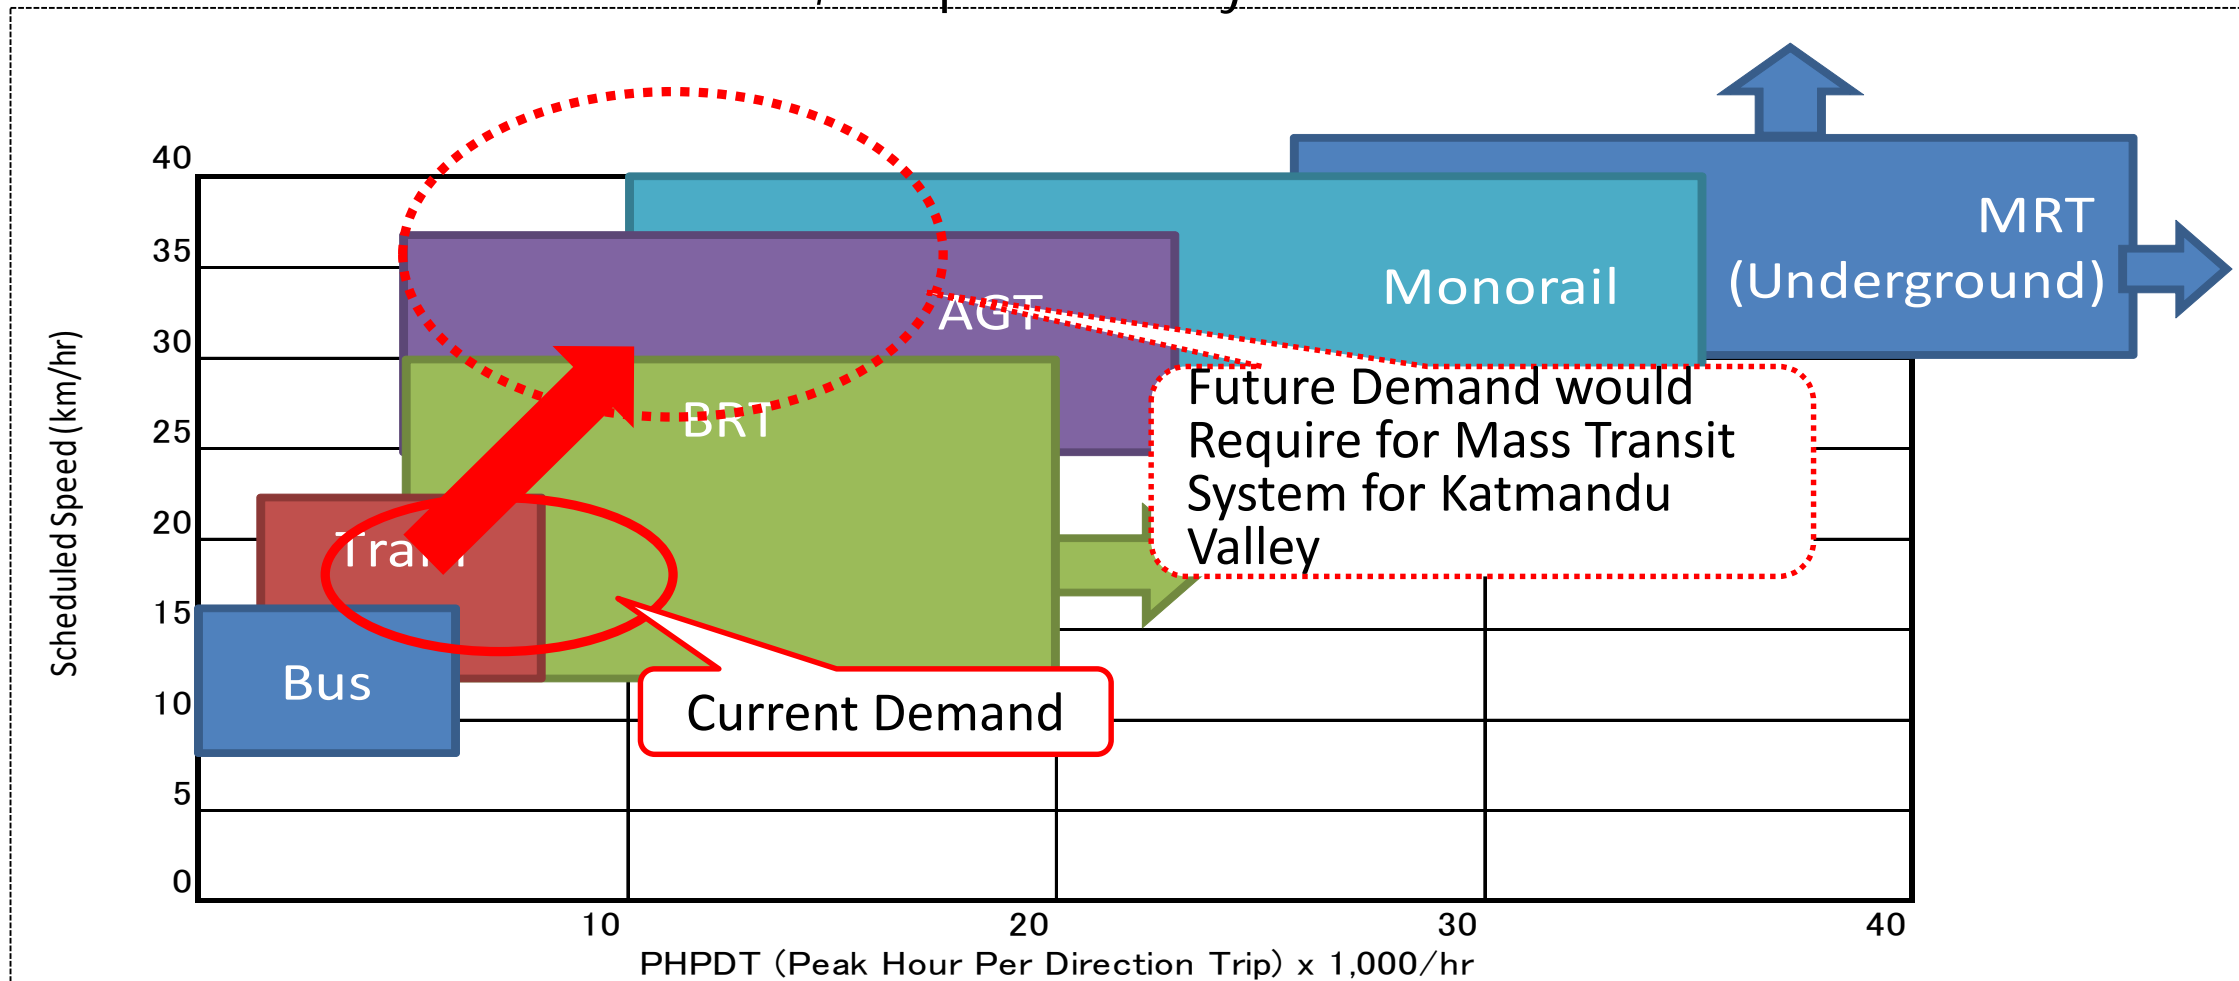 40
35
30
25
20
15
10
5
0
Scheduled Speed (km/hr)
MRT
(Underground)
Monorail
AGT
BRT
Bus
Future Demand would
Require for Mass Transit
System for Katmandu
Valley
Current Demand
10
20
30
40
PHPDT (Peak Hour Per Direction Trip) x 1,000/hr